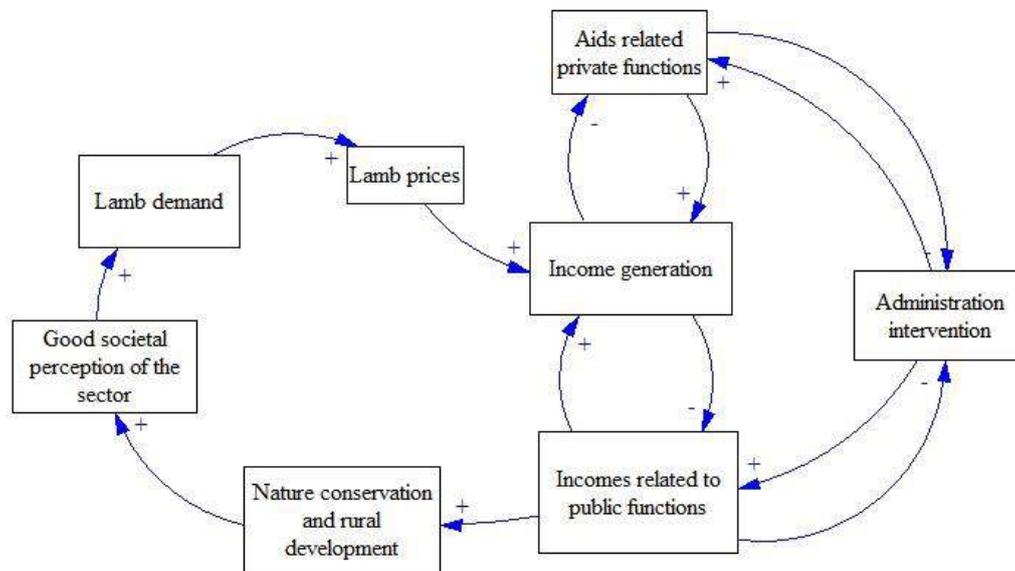 Aids related
private functions
+
-
+
+
Lamb prices
Lamb demand
+
+
Income generation
-
Administration
intervention
+
Good societal
perception of the
sector
+
-
-
+
+
Incomes related to
public functions
+
Nature conservation
and rural
development